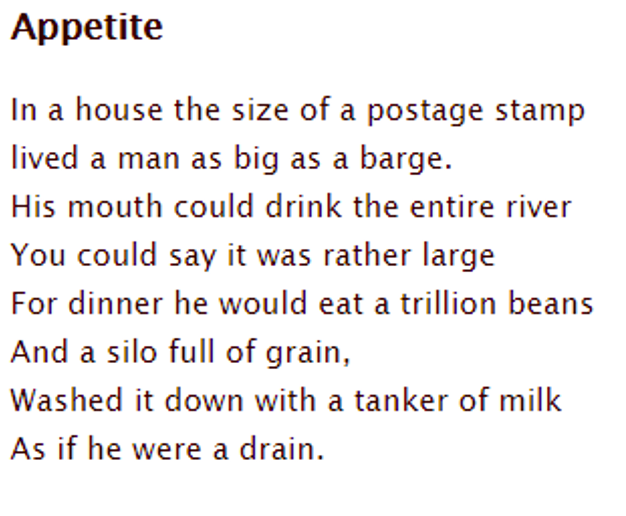 Appetite
In a house the size of a postage stamp
lived a man as big as a barge.
His mouth could drink the entire river
You could say it was rather large
For dinner he would eat a trillion beans
And a silo full of grain,
Washed it down with a tanker of milk
As if he were a drain.